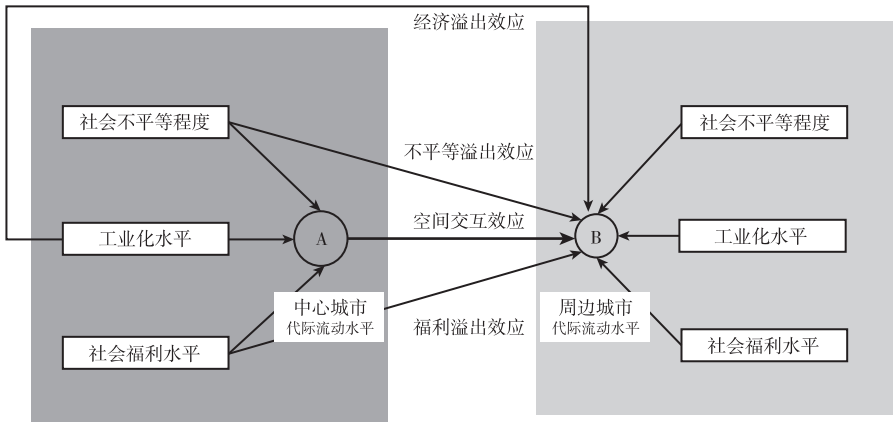 经济溢出效应
社会不平等程度
社会不平等程度
不平等溢出效应
空间交互效应
工业化水平
A
B
工业化水平
中心城市
代际流动水平
周边城市
代际流动水平
福利溢出效应
社会福利水平
社会福利水平